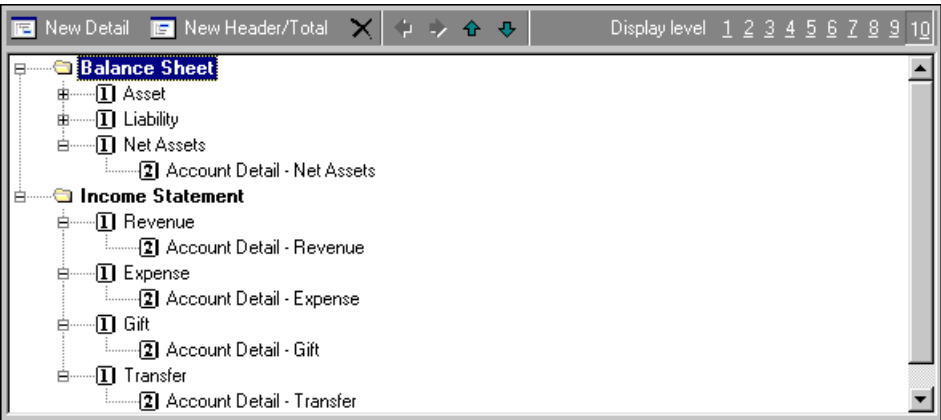 New Detail New Header/Total Display level 1 2 3 4 5 6 7 8 9 10
Balance Sheet
1 Asset
1 Liability
1 Net Assets
2 Account Detail - Net Assets
Income Statement
1 Revenue
2 Account Detail - Revenue
1 Expense
2 Account Detail - Expense
1 Gift
2 Account Detail - Gift
1 Transfer
2 Account Detail - Transfer